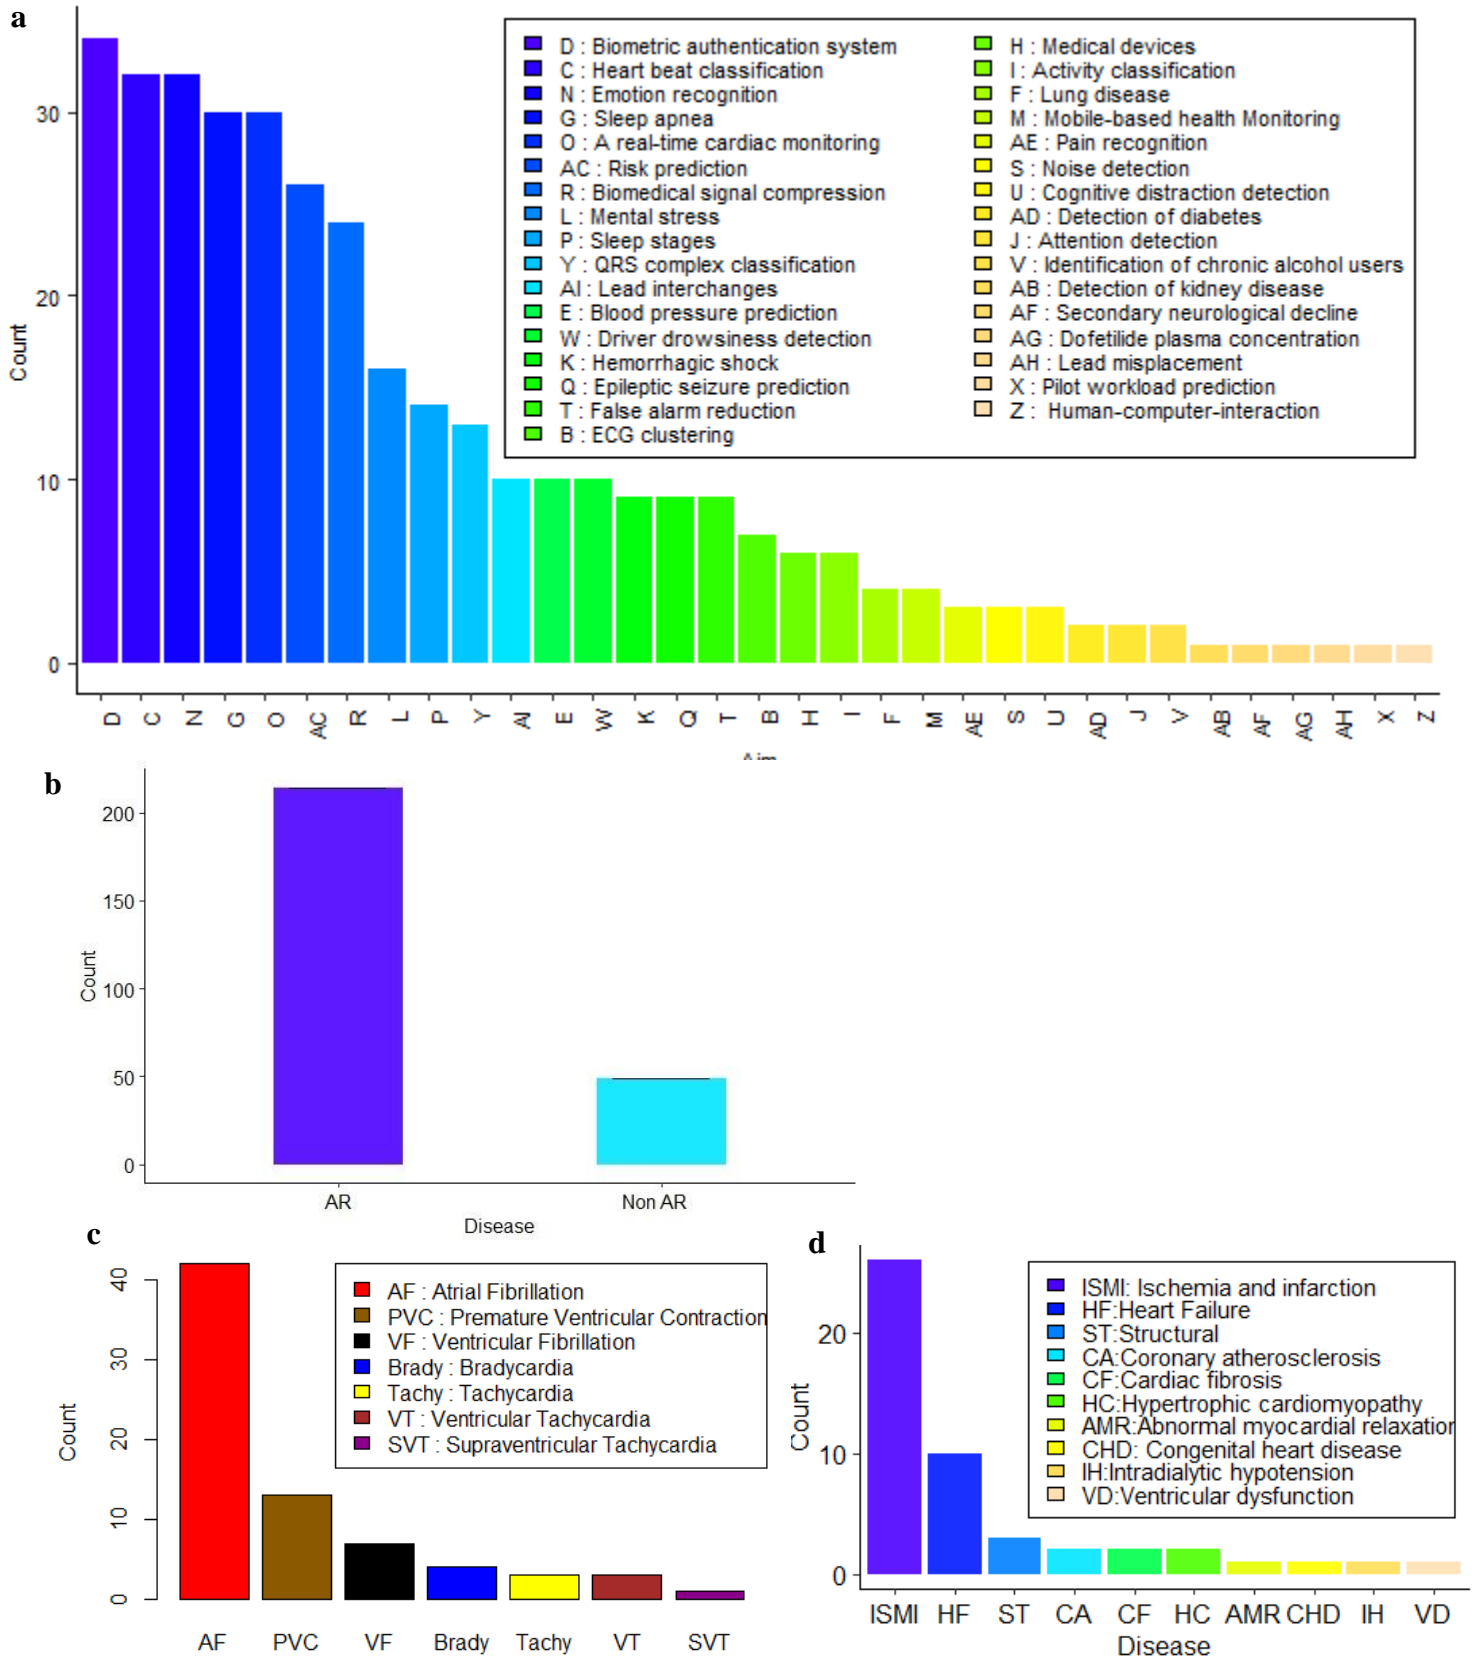 a
30
20
10
0
Count
D : Biometric authentication system
C : Heart beat classification
N : Emotion recognition
G : Sleep apnea
O : A real-time cardiac monitoring
AC : Risk prediction
R : Biomedical signal compression
L : Mental stress
P : Sleep stages
Y : QRS complex classification
AI : Lead interchanges
E : Blood pressure prediction
W : Driver drowsiness detection
K : Hemorrhagic shock
Q : Epileptic seizure prediction
T : False alarm reduction
B : ECG clustering
H : Medical devices
I : Activity classification
F : Lung disease
M : Mobile-based health Monitoring
AE : Pain recognition
S : Noise detection
U : Cognitive distraction detection
AD : Detection of diabetes
J : Attention detection
V : Identification of chronic alcohol users
AB : Detection of kidney disease
AF : Secondary neurological decline
AG : Dofetilide plasma concentration
AH : Lead misplacement
X : Pilot workload prediction
Z : Human-computer-interaction
D C N G O AC R L P Y AI E W K Q T B H I F M AE S U AD J V AB AF AG AH X Z
Aim
b
200
150
100
50
0
Count
AR Non AR
Disease
c
40
30
20
10
0
Count
AF : Atrial Fibrillation
PVC : Premature Ventricular Contraction
VF : Ventricular Fibrillation
Brady : Bradycardia
Tachy : Tachycardia
VT : Ventricular Tachycardia
SVT : Supraventricular Tachycardia
AF PVC VF Brady Tachy VT SVT
d
20
10
0
Count
ISMI: Ischemia and infarction
HF:Heart Failure
ST:Structural
CA:Coronary atherosclerosis
CF:Cardiac fibrosis
HC:Hypertrophic cardiomyopathy
AMR:Abnormal myocardial relaxation
CHD: Congenital heart disease
IH:Intradialytic hypotension
VD:Ventricular dysfunction
ISMI HF ST CA CF HC AMR CHD IH VD
Disease